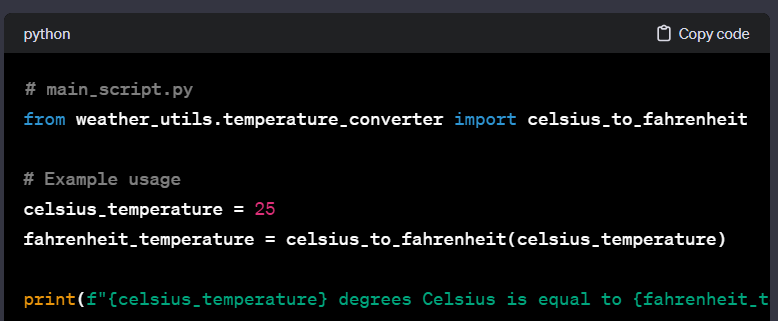 python
Copy code
# main_script.py
from weather_utils.temperature_converter import celsius_to_fahrenheit
# Example usage
celsius_temperature = 25
fahrenheit_temperature = celsius_to_fahrenheit(celsius_temperature)
print(f"{celsius_temperature} degrees Celsius is equal to {fahrenheit_t